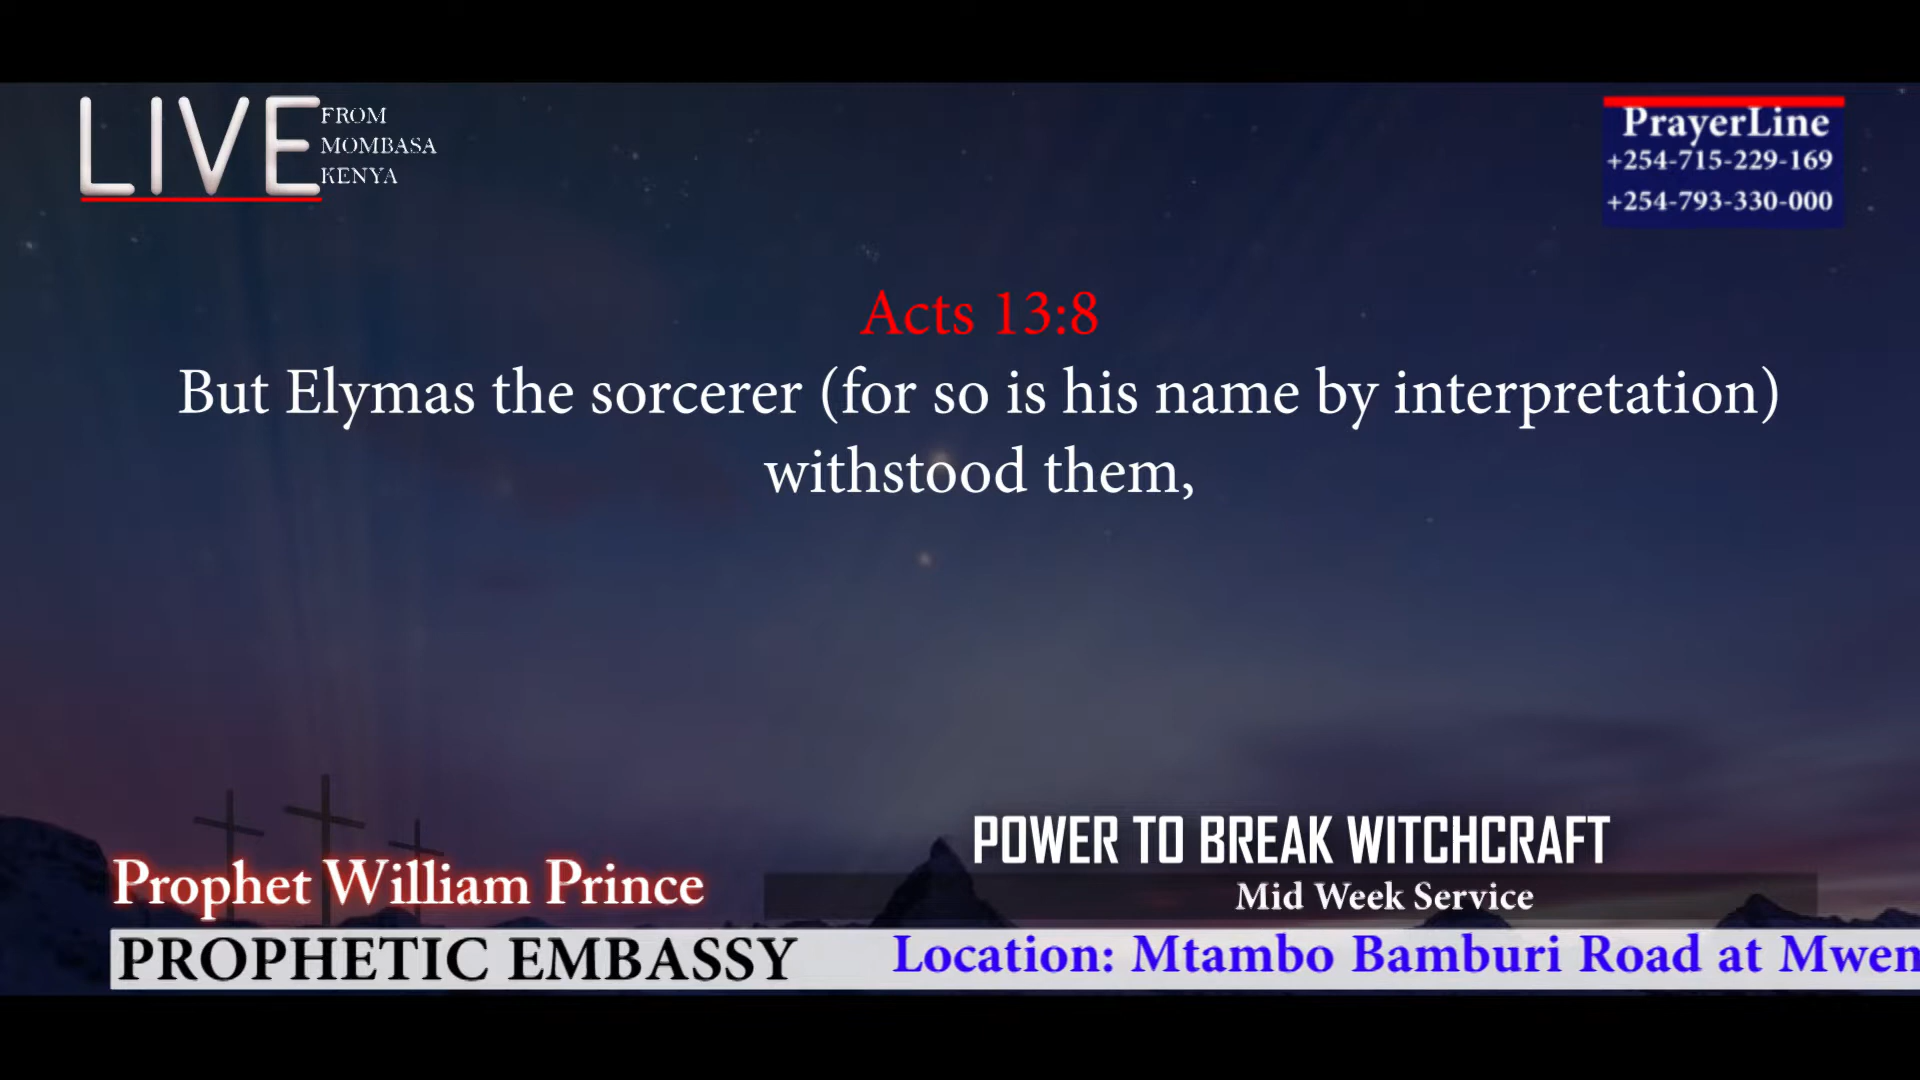 LIVE
FROM
MOMBASA
KENYA
PrayerLine
+254-715-229-169
+254-793-330-000
Acts 13:8
But Elymas the sorcerer (for so is his name by interpretation)
withstood them,
POWER TO BREAK WITCHCRAFT
Mid Week Service
Prophet William Prince
PROPHETIC EMBASSY
Location: Mtambo Bamburi Road at